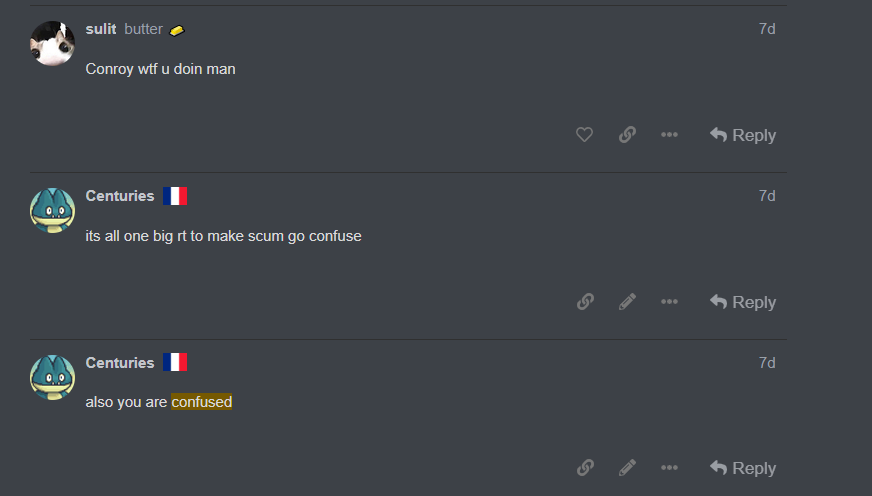 sulit butter 7d
Conroy wtf u doin man
Reply
Centuries 7d
its all one big rt to make scum go confuse
Reply
Centuries 7d
also you are confused
Reply